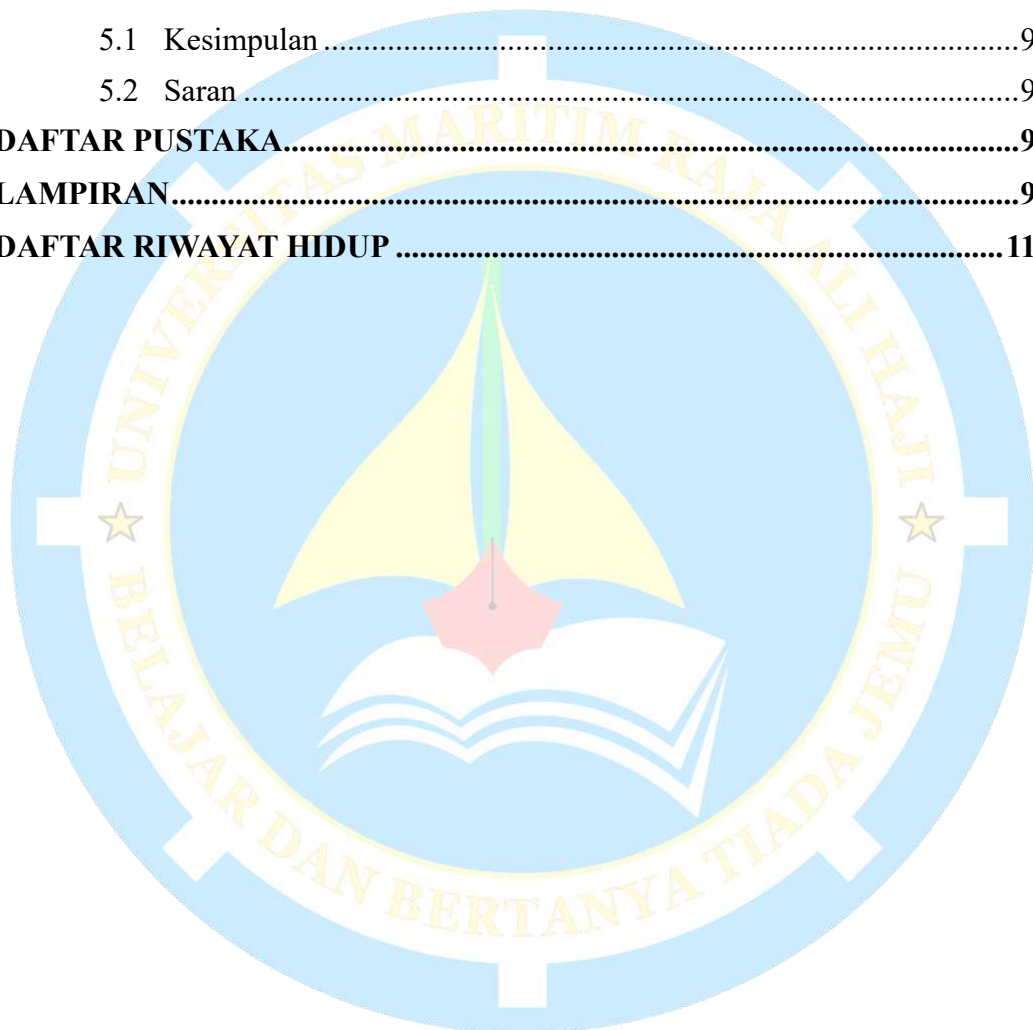 5.1 Kesimpulan ........................................................................................ 9
5.2 Saran .................................................................................................. 9
DAFTAR PUSTAKA ............................................................................................. 9
LAMPIRAN ........................................................................................................... 9
DAFTAR RIWAYAT HIDUP ............................................................................. 11
UNIVERSITAS MARITIM RAJA ALI HAJI
BELAJAR DAN BERTANYA TIADA JEMU